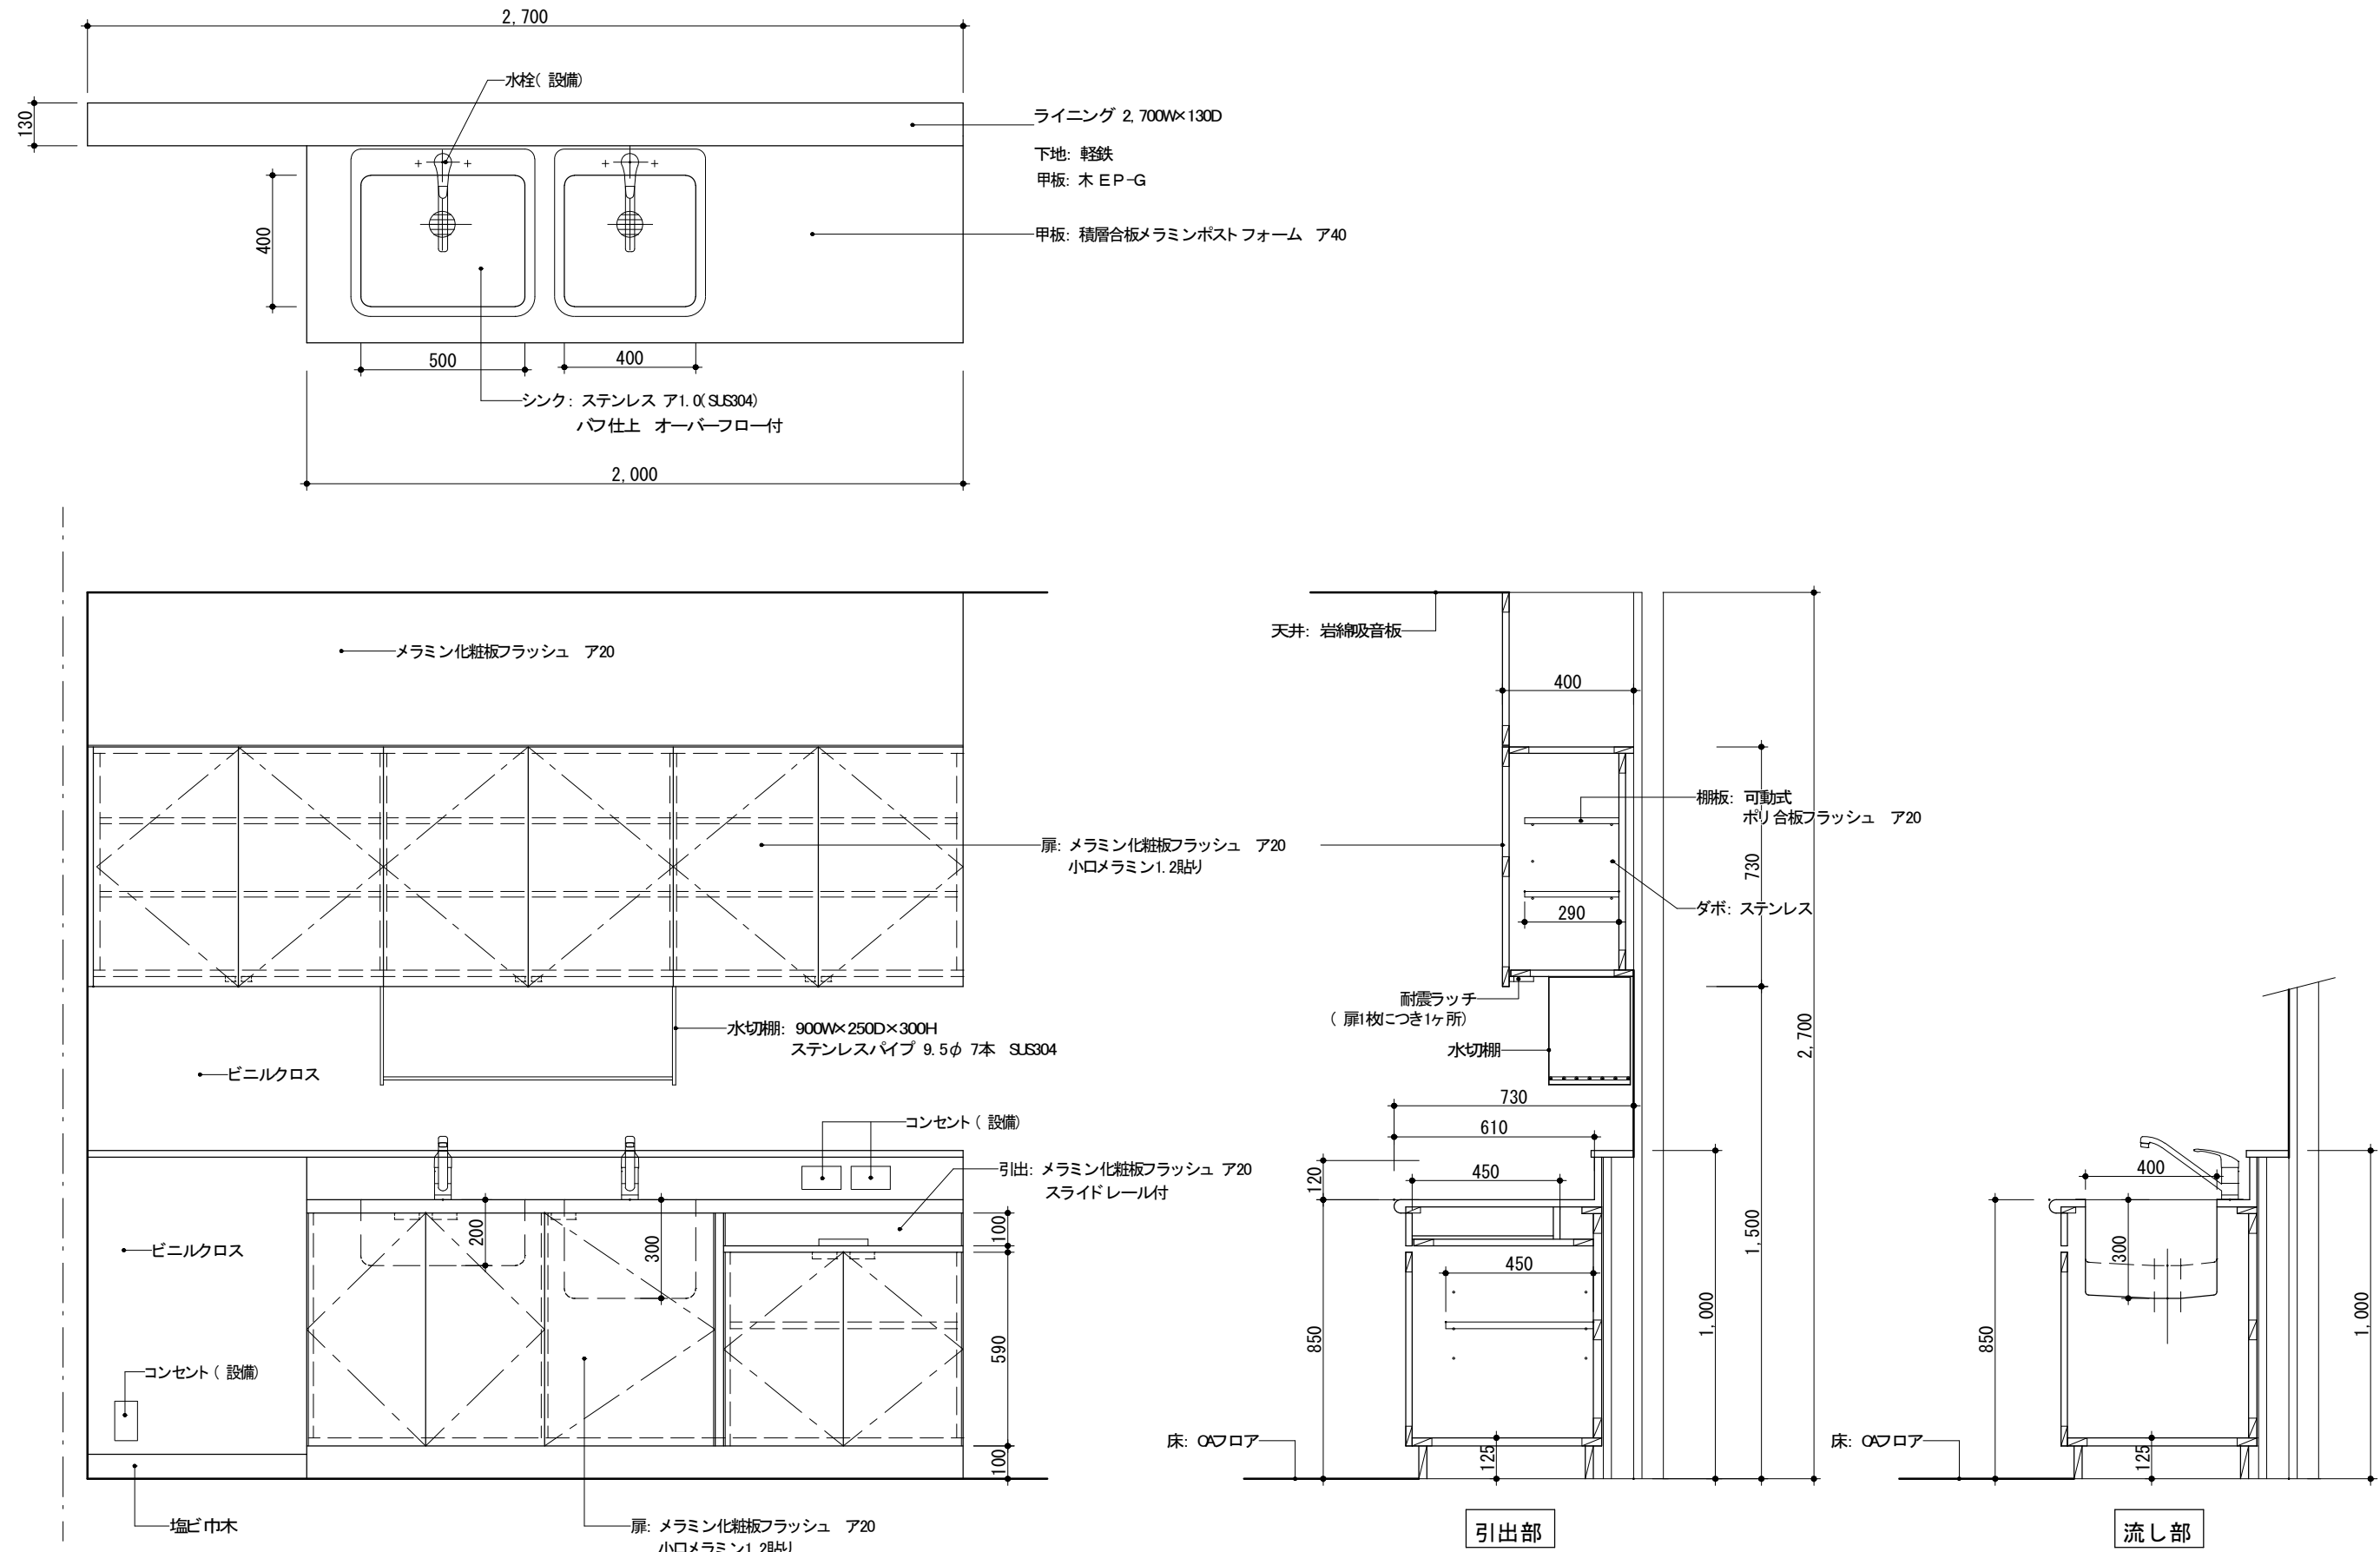 2,700
水栓(設備)
130
ライニング 2,700W×130D
下地: 軽鉄
甲板: 木 EP-G
400
甲板: 積層合板メラミンポストフォーム ア40
500
400
シンク: ステンレス ア1.0(SUS304)
バフ仕上 オーバーフロー付
2,000
メラミン化粧板フラッシュ ア20
天井: 岩綿吸音板
400
棚板: 可動式
ポリ合板フラッシュ ア20
扉: メラミン化粧板フラッシュ ア20
小口メラミン1.2貼り
730
ダボ: ステンレス
290
耐震ラッチ
(扉1枚につき1ヶ所)
水切棚: 900W×250D×300H
ステンレスパイプ 9.5φ 7本 SUS304
水切棚
2,700
ビニルクロス
730
コンセント(設備)
610
引出: メラミン化粧板フラッシュ ア20
スライドレール付
120
450
400
200
300
100
ビニルクロス
450
300
1,500
590
850
1,000
850
1,000
コンセント(設備)
100
床: OAフロア
125
床: OAフロア
125
塩ビ巾木
扉: メラミン化粧板フラッシュ ア20
小口メラミン1.2貼り
引出部
流し部